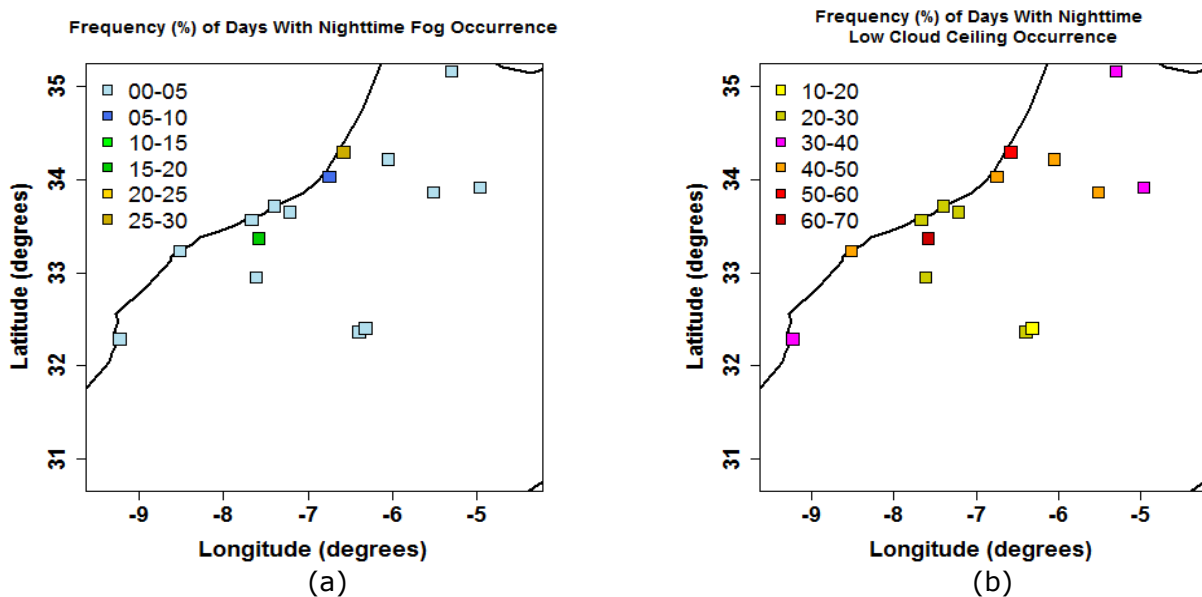 Frequency (%) of Days With Nighttime Fog Occurrence
00-05
05-10
10-15
15-20
20-25
25-30
35
34
33
32
31
Latitude (degrees)
-9 -8 -7 -6 -5
Longitude (degrees)
(a)
Frequency (%) of Days With Nighttime
Low Cloud Ceiling Occurrence
10-20
20-30
30-40
40-50
50-60
60-70
35
34
33
32
31
Latitude (degrees)
-9 -8 -7 -6 -5
Longitude (degrees)
(b)